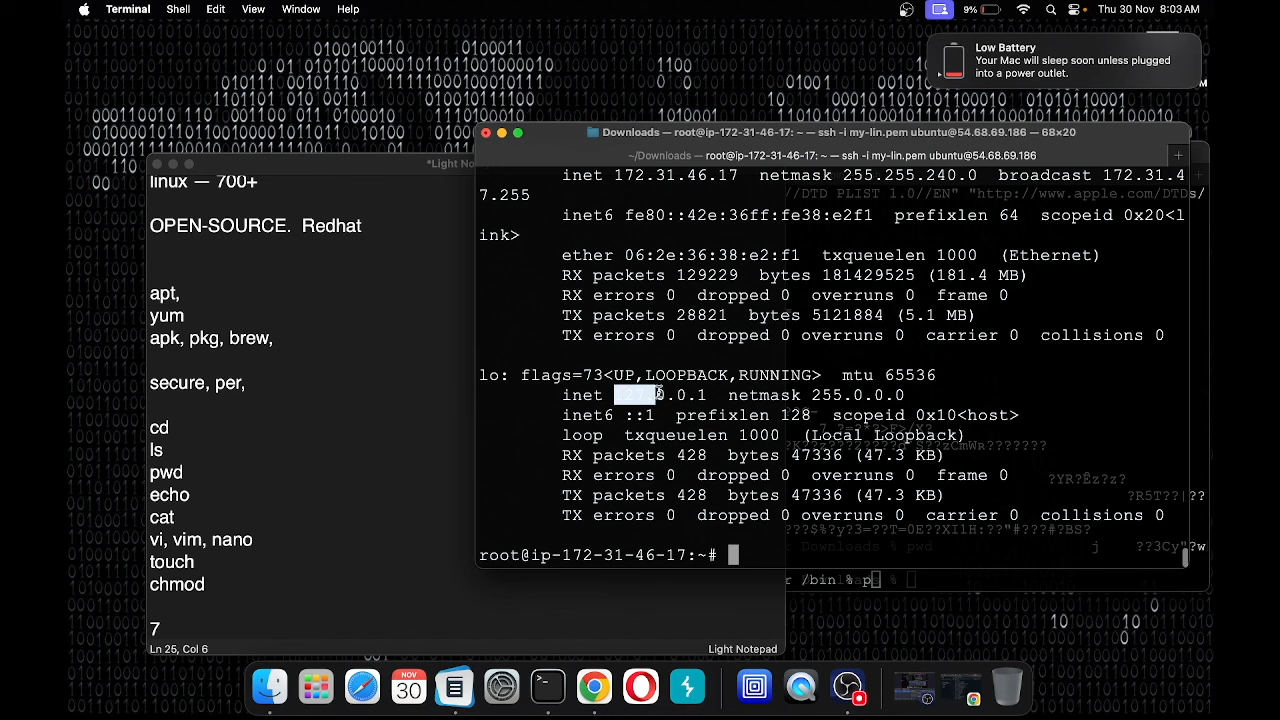 Terminal Shell Edit View Window Help 9% Thu 30 Nov 8:03 AM
Low Battery
Your Mac will sleep soon unless plugged
into a power outlet.
Downloads — root@ip-172-31-46-17: ~ — ssh -i my-lin.pem ubuntu@54.68.69.186 — 68×20
~/Downloads — root@ip-172-31-46-17: ~ — ssh -i my-lin.pem ubuntu@54.68.69.186
*Light No
linux — 700+
OPEN-SOURCE. Redhat
apt,
yum
apk, pkg, brew,
secure, per,
cd
ls
pwd
echo
cat
vi, vim, nano
touch
chmod
7
Ln 25, Col 6 Light Notepad
inet 172.31.46.17 netmask 255.255.240.0 broadcast 172.31.4
7.255
//DTD PLIST 1.0//EN" "http://www.apple.com/DTDs/
inet6 fe80::42e:36ff:fe38:e2f1 prefixlen 64 scopeid 0x20<l
ink>
ether 06:2e:36:38:e2:f1 txqueuelen 1000 (Ethernet)
RX packets 129229 bytes 181429525 (181.4 MB)
RX errors 0 dropped 0 overruns 0 frame 0
TX packets 28821 bytes 5121884 (5.1 MB)
TX errors 0 dropped 0 overruns 0 carrier 0 collisions 0
lo: flags=73<UP,LOOPBACK,RUNNING> mtu 65536
inet 127.0.0.1 netmask 255.0.0.0
inet6 ::1 prefixlen 128 scopeid 0x10<host>
loop txqueuelen 1000 (Local Loopback)
RX packets 428 bytes 47336 (47.3 KB)
RX errors 0 dropped 0 overruns 0 frame 0
TX packets 428 bytes 47336 (47.3 KB)
TX errors 0 dropped 0 overruns 0 carrier 0 collisions 0
root@ip-172-31-46-17:~#
Downloads % pwd
/bin % p
NOV
30